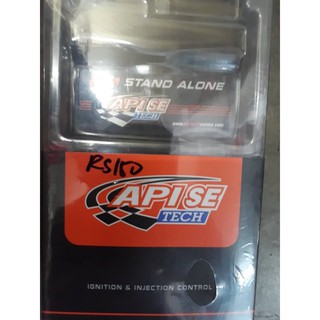 STAND ALONE
APISE
TECH
RS150
APISE
TECH
IGNITION & INJECTION CONTROL